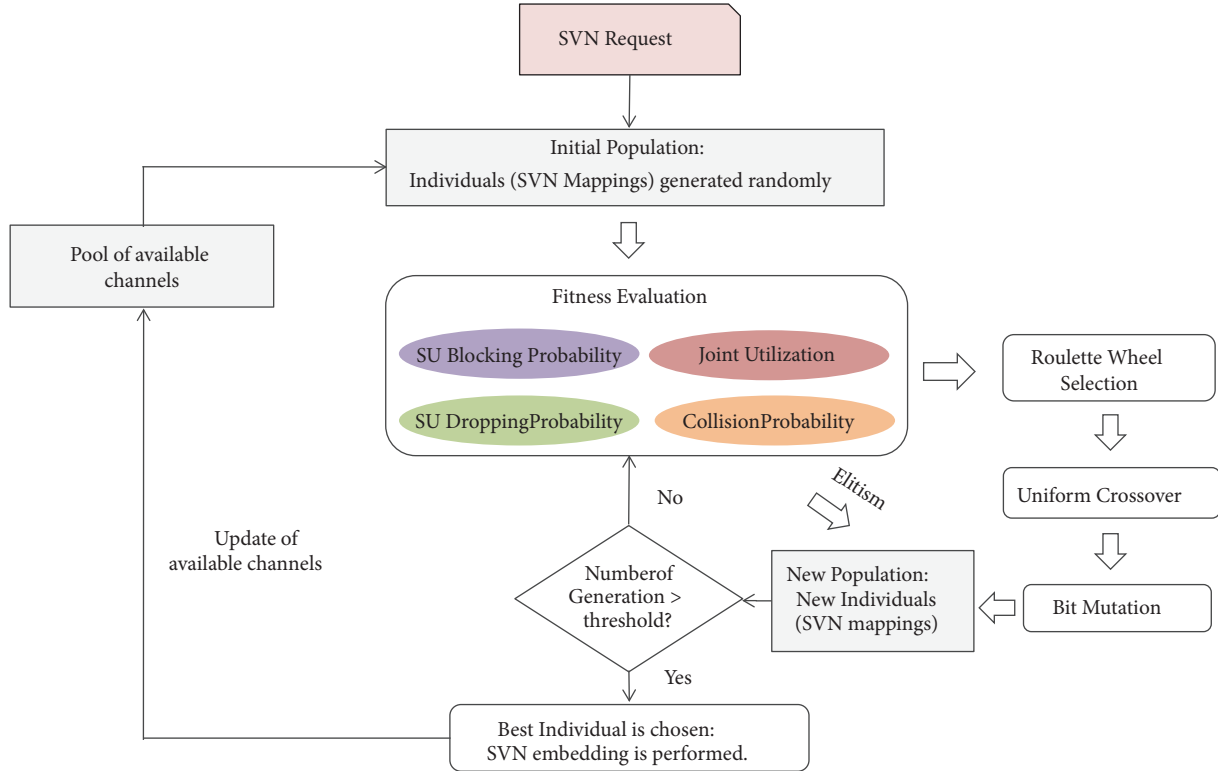 SVN Request
Initial Population:
Individuals (SVN Mappings) generated randomly
Pool of available
channels
Fitness Evaluation
SU Blocking Probability
Joint Utilization
SU DroppingProbability
CollisionProbability
Roulette Wheel
Selection
Uniform Crossover
Bit Mutation
Elitism
New Population:
New Individuals
(SVN mappings)
No
Numberof
Generation >
threshold?
Yes
Update of
available channels
Best Individual is chosen:
SVN embedding is performed.